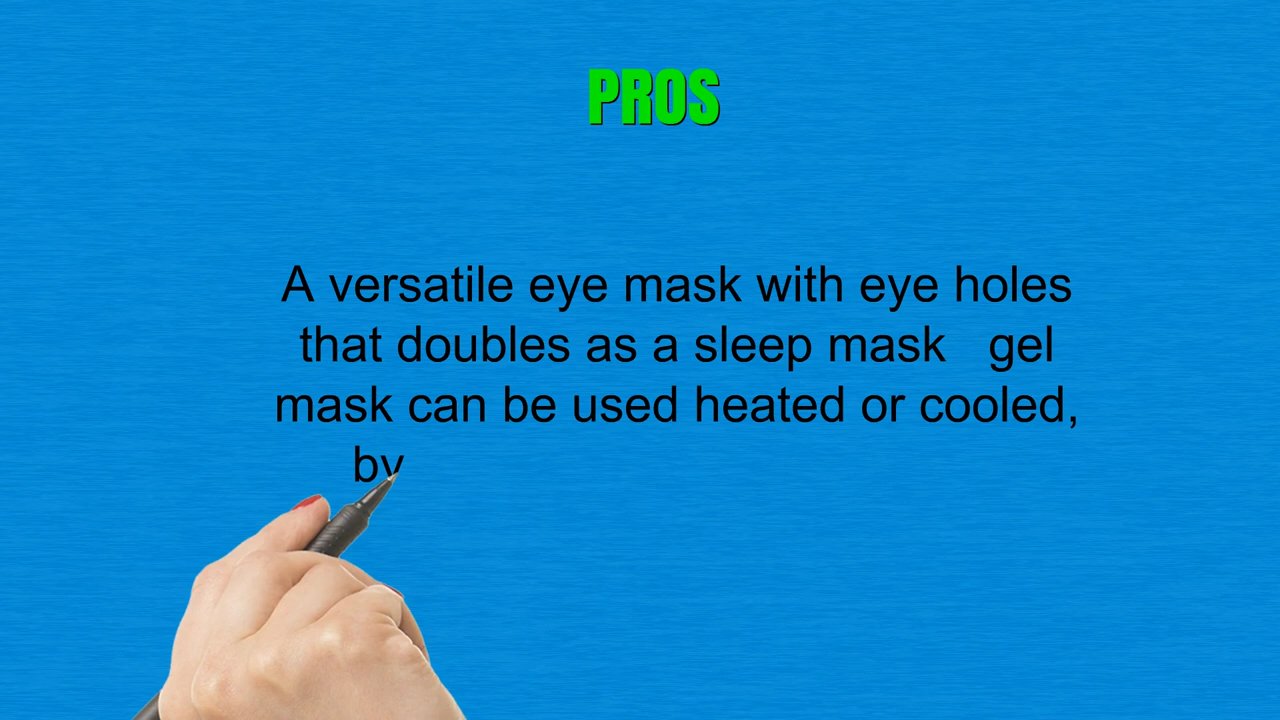 PROS
A versatile eye mask with eye holes
that doubles as a sleep mask   gel
mask can be used heated or cooled,
by